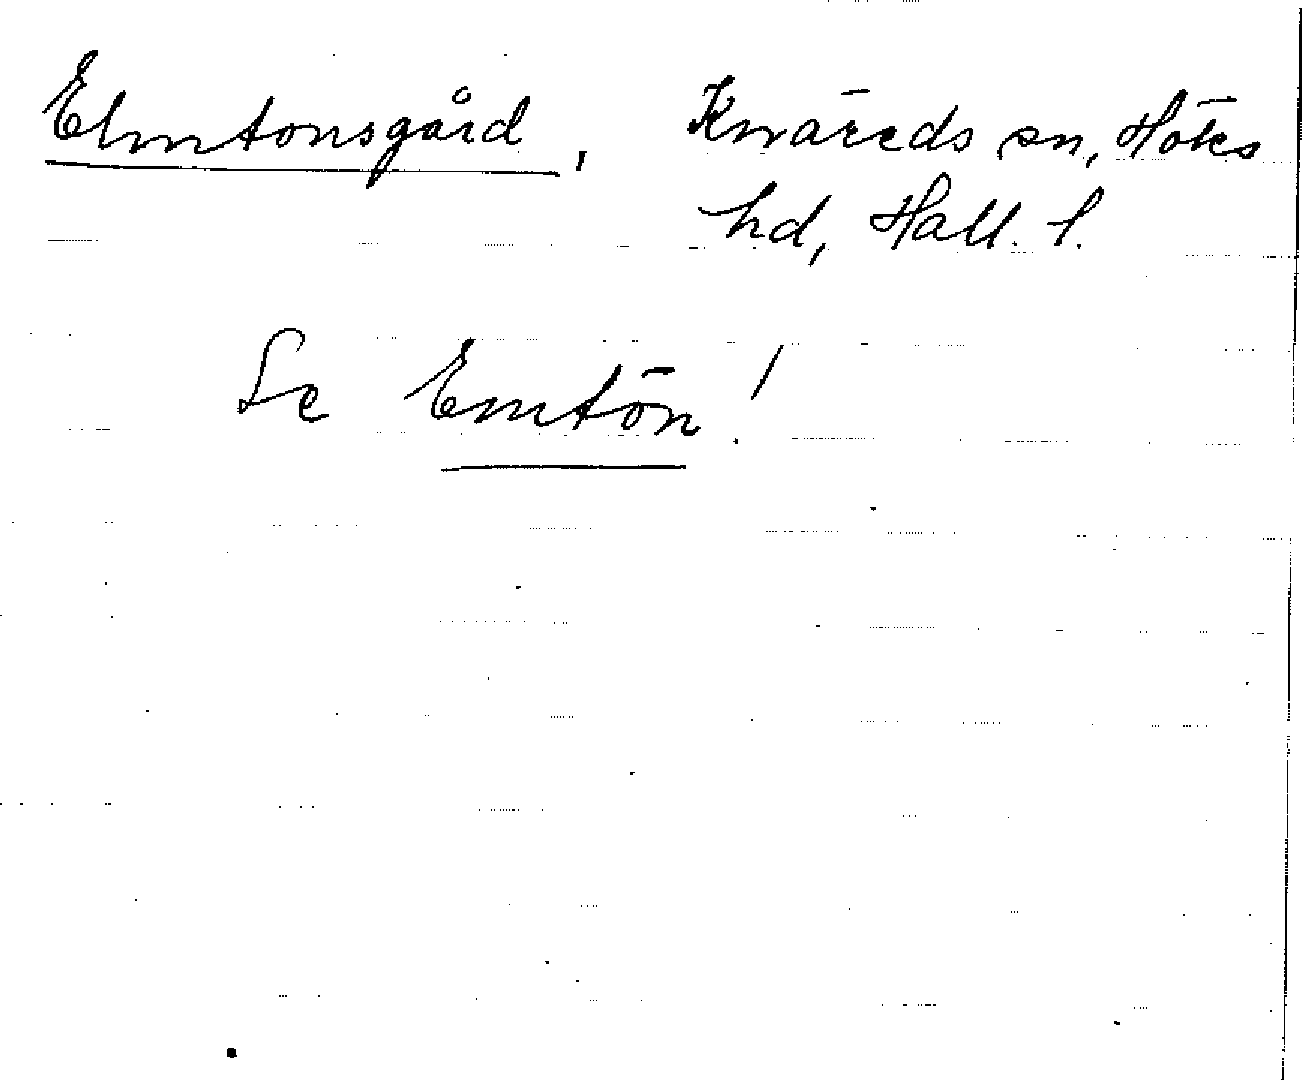 Elmtonsgård, Knäreds sn, Höks
hd, Hall. l.
Se Emtön!